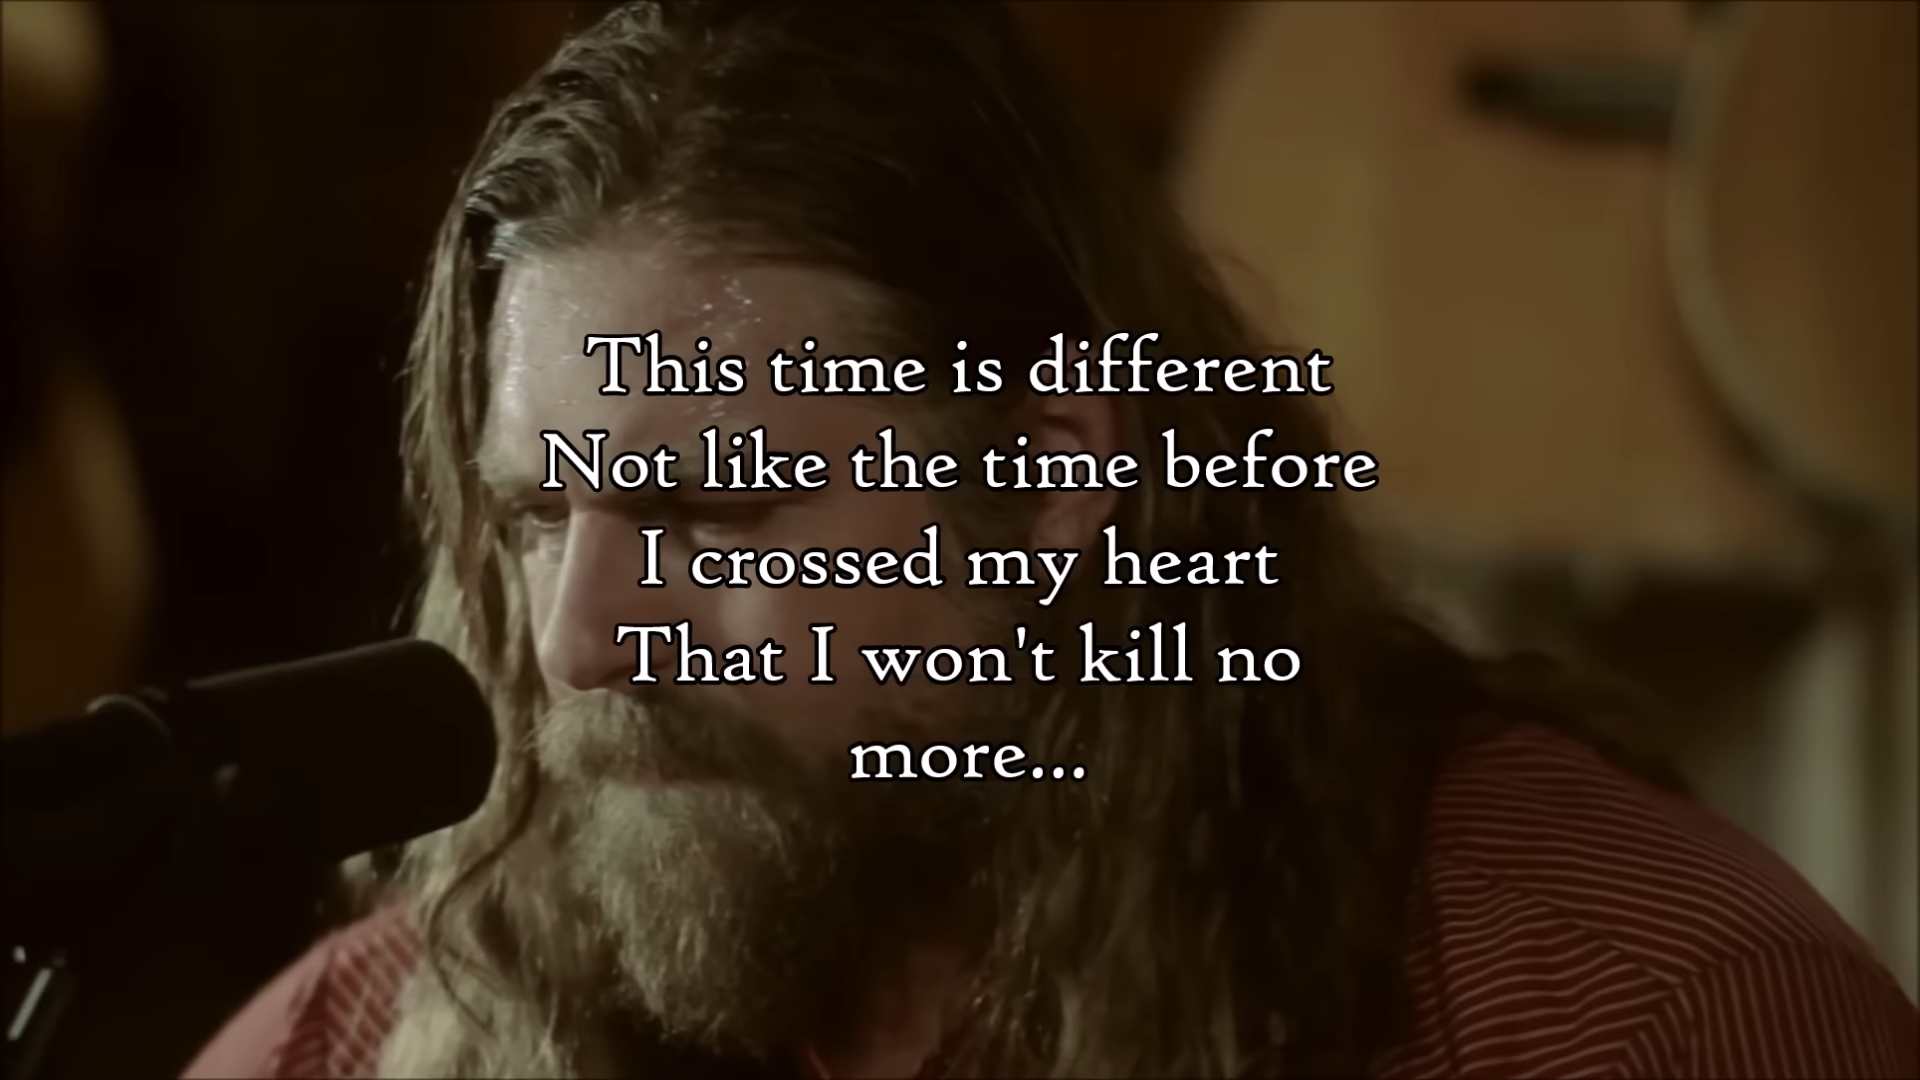 This time is different
Not like the time before
I crossed my heart
That I won't kill no
more...